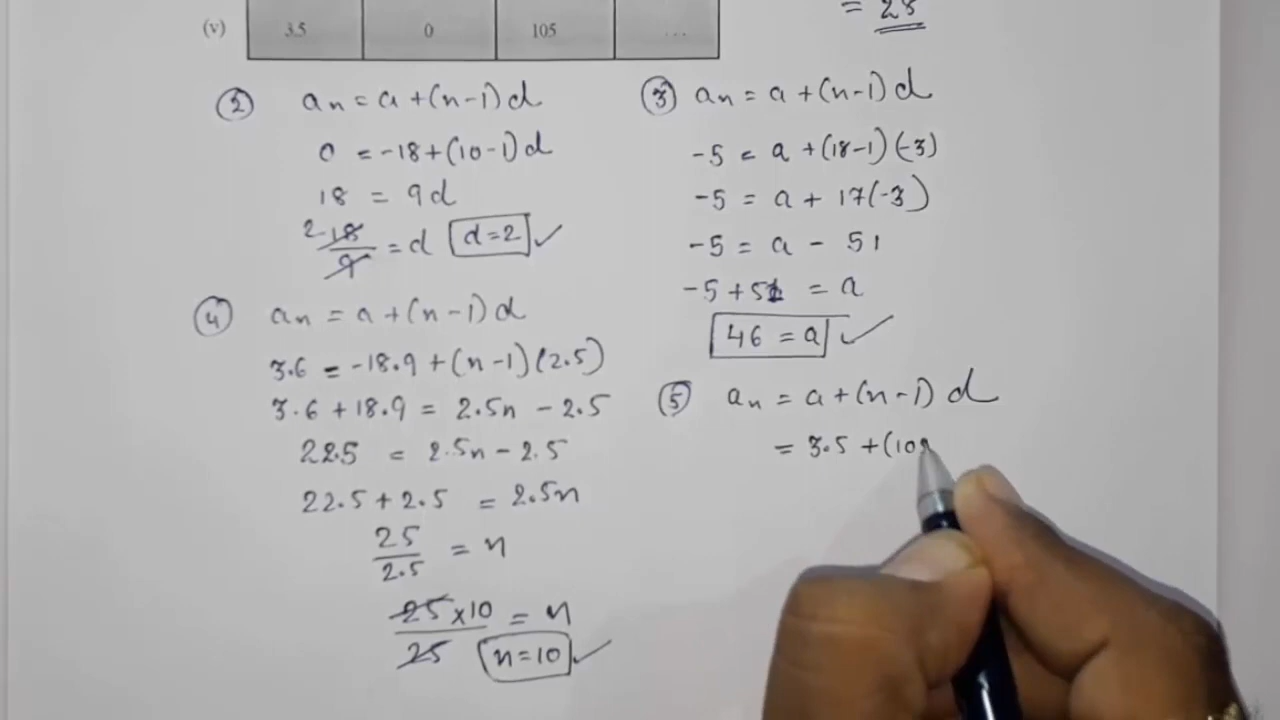 = 28
(v) 3.5 0 105 ...
② aₙ = a + (n-1) d
0 = -18 + (10-1) d
18 = 9d
2 18/9 = d d=2 ✓
③ aₙ = a + (n-1) d
-5 = a + (18-1) (-3)
-5 = a + 17(-3)
-5 = a - 51
-5 + 51 = a
46 = a ✓
④ aₙ = a + (n-1) d
3.6 = -18.9 + (n-1) (2.5)
3.6 + 18.9 = 2.5n - 2.5
22.5 = 2.5n - 2.5
22.5 + 2.5 = 2.5n
25/2.5 = n
25 × 10/25 = n
n=10 ✓
⑤ aₙ = a + (n-1) d
= 3.5 + (105